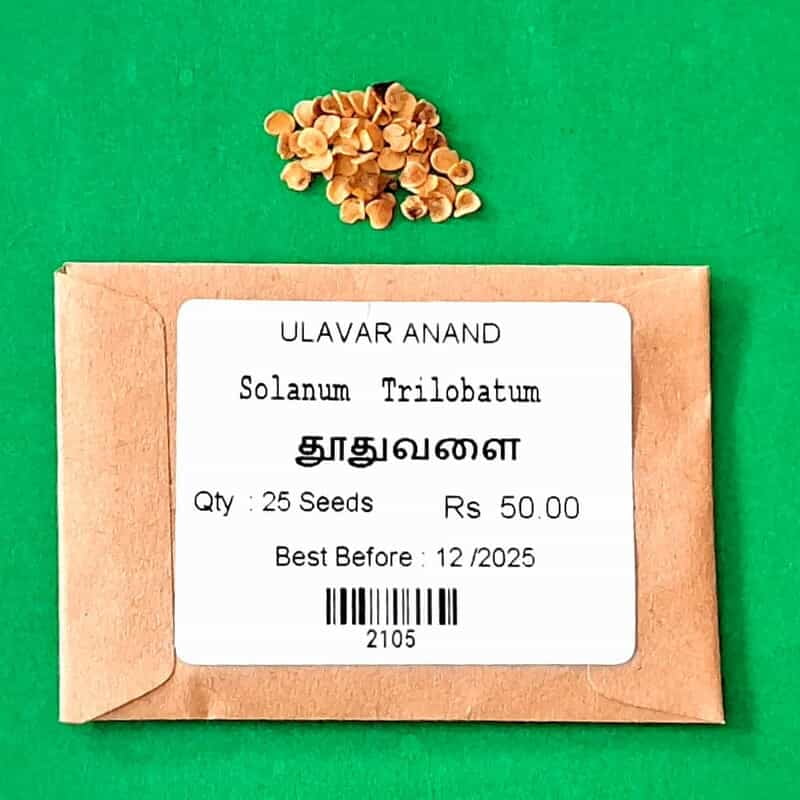 ULAVAR ANAND
Solanum Trilobatum
தூதுவளை
Qty : 25 Seeds Rs 50.00
Best Before : 12 /2025
2105